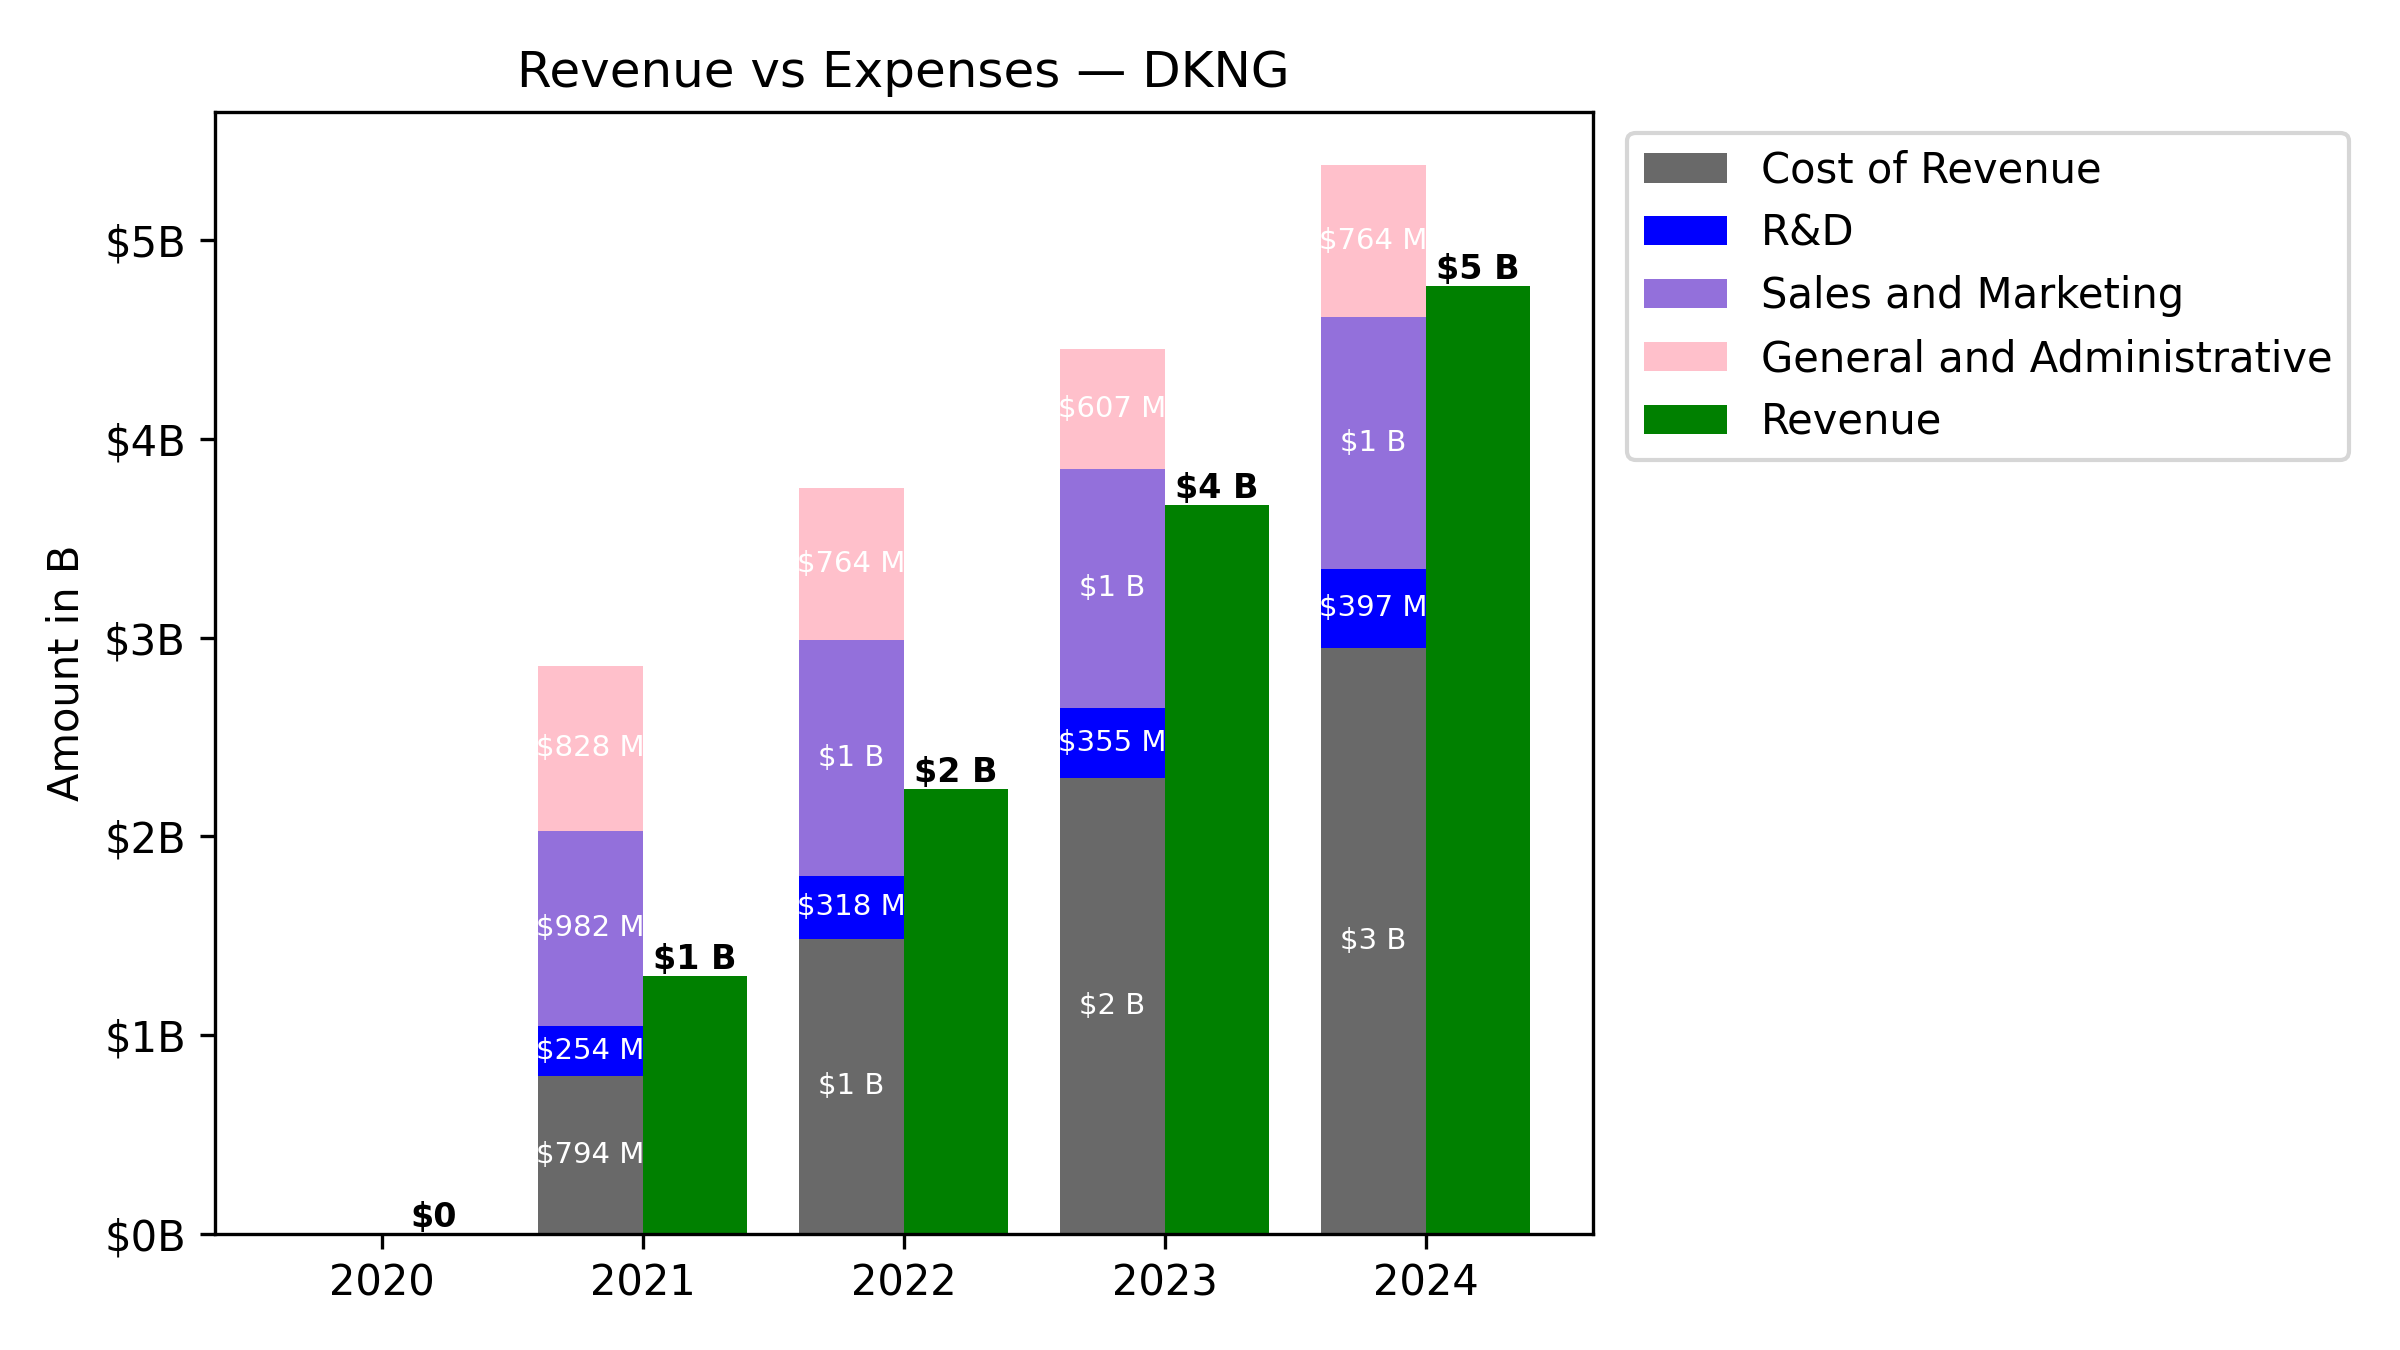 Revenue vs Expenses — DKNG
Cost of Revenue
R&D
Sales and Marketing
General and Administrative
Revenue
Amount in B
$5B
$4B
$3B
$2B
$1B
$0B
$0
$828 M
$982 M
$254 M
$794 M
$1 B
$764 M
$1 B
$318 M
$1 B
$2 B
$607 M
$1 B
$355 M
$2 B
$4 B
$764 M
$1 B
$397 M
$3 B
$5 B
2020
2021
2022
2023
2024